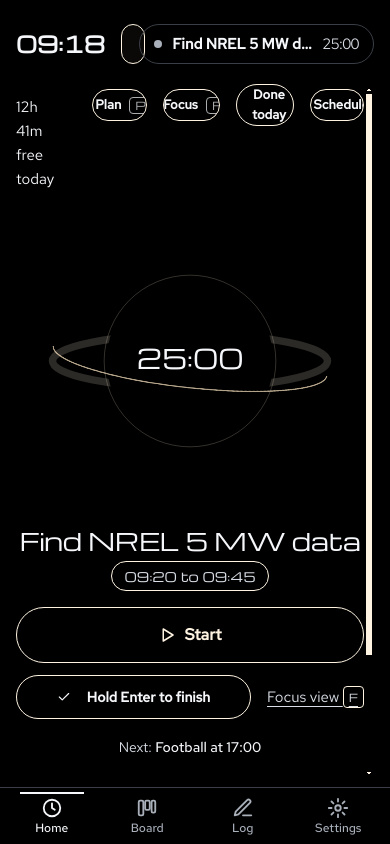 09:18
Find NREL 5 MW d... 25:00
12h
41m
free
today
Plan P
Focus F
Done
today
Schedul
25:00
Find NREL 5 MW data
09:20 to 09:45
Start
Hold Enter to finish
Focus view F
Next: Football at 17:00
Home
Board
Log
Settings